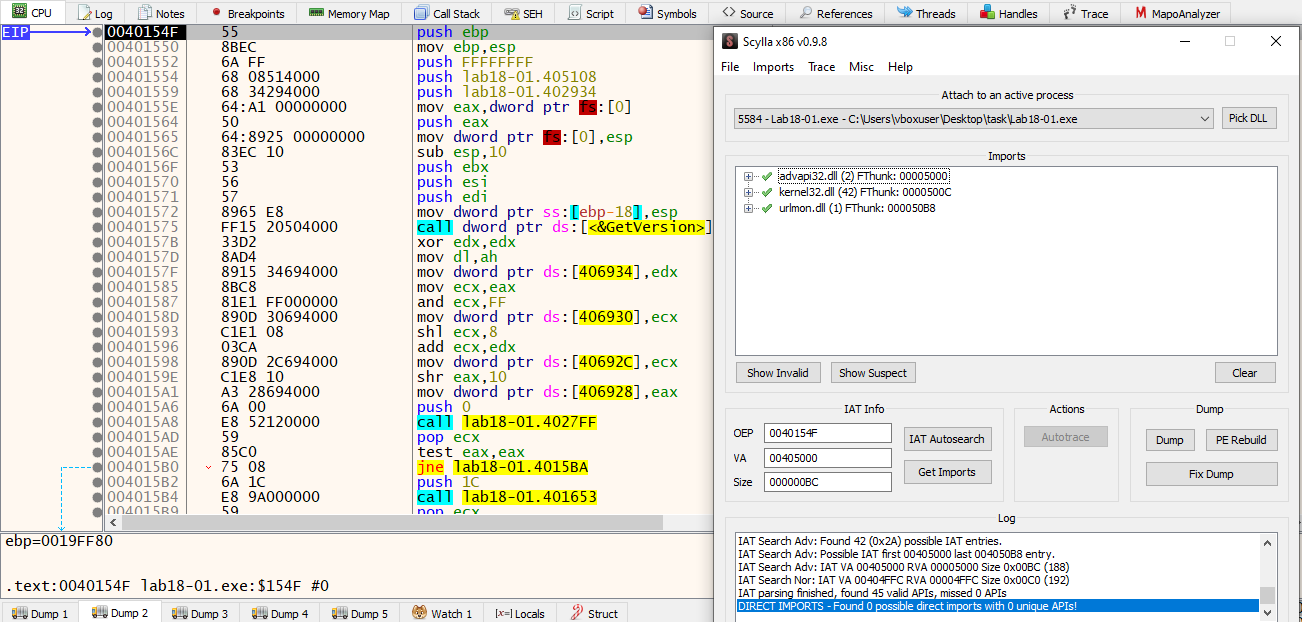 CPU Log Notes Breakpoints Memory Map Call Stack SEH Script Symbols Source References Threads Handles Trace MapoAnalyzer
EIP 0040154F 55 push ebp
00401550 8BEC mov ebp,esp
00401552 6A FF push FFFFFFFF
00401554 68 08514000 push lab18-01.405108
00401559 68 34294000 push lab18-01.402934
0040155E 64:A1 00000000 mov eax,dword ptr fs:[0]
00401564 50 push eax
00401565 64:8925 00000000 mov dword ptr fs:[0],esp
0040156C 83EC 10 sub esp,10
0040156F 53 push ebx
00401570 56 push esi
00401571 57 push edi
00401572 8965 E8 mov dword ptr ss:[ebp-18],esp
00401575 FF15 20504000 call dword ptr ds:[<&GetVersion>]
0040157B 33D2 xor edx,edx
0040157D 8AD4 mov dl,ah
0040157F 8915 34694000 mov dword ptr ds:[406934],edx
00401585 8BC8 mov ecx,eax
00401587 81E1 FF000000 and ecx,FF
0040158D 890D 30694000 mov dword ptr ds:[406930],ecx
00401593 C1E1 08 shl ecx,8
00401596 03CA add ecx,edx
00401598 890D 2C694000 mov dword ptr ds:[40692C],ecx
0040159E C1E8 10 shr eax,10
004015A1 A3 28694000 mov dword ptr ds:[406928],eax
004015A6 6A 00 push 0
004015A8 E8 52120000 call lab18-01.4027FF
004015AD 59 pop ecx
004015AE 85C0 test eax,eax
004015B0 75 08 jne lab18-01.4015BA
004015B2 6A 1C push 1C
004015B4 E8 9A000000 call lab18-01.401653
004015B9 59 pop ecx
ebp=0019FF80
.text:0040154F lab18-01.exe:$154F #0
Dump 1 Dump 2 Dump 3 Dump 4 Dump 5 Watch 1 [x=] Locals Struct
Scylla x86 v0.9.8
File Imports Trace Misc Help
Attach to an active process
5584 - Lab18-01.exe - C:\Users\vboxuser\Desktop\task\Lab18-01.exe Pick DLL
Imports
advapi32.dll (2) FThunk: 00005000
kernel32.dll (42) FThunk: 0000500C
urlmon.dll (1) FThunk: 000050B8
Show Invalid Show Suspect Clear
IAT Info Actions Dump
OEP 0040154F IAT Autosearch Autotrace Dump PE Rebuild
VA 00405000 Get Imports Fix Dump
Size 000000BC
Log
IAT Search Adv: Found 42 (0x2A) possible IAT entries.
IAT Search Adv: Possible IAT first 00405000 last 004050B8 entry.
IAT Search Adv: IAT VA 00405000 RVA 00005000 Size 0x00BC (188)
IAT Search Nor: IAT VA 00404FFC RVA 00004FFC Size 0x00C0 (192)
IAT parsing finished, found 45 valid APIs, missed 0 APIs
DIRECT IMPORTS - Found 0 possible direct imports with 0 unique APIs!